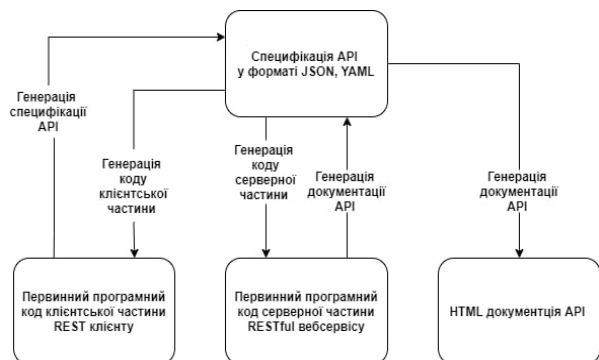 Специфікація API
у форматі JSON, YAML
Генерація
специфікації
API
Генерація
коду
клієнтської
частини
Генерація
коду
серверної
частини
Генерація
документації
API
Генерація
документації
API
Первинний програмний
код клієнтської частини
REST клієнту
Первинний програмний
код серверної частини
RESTful вебсервісу
HTML документція API